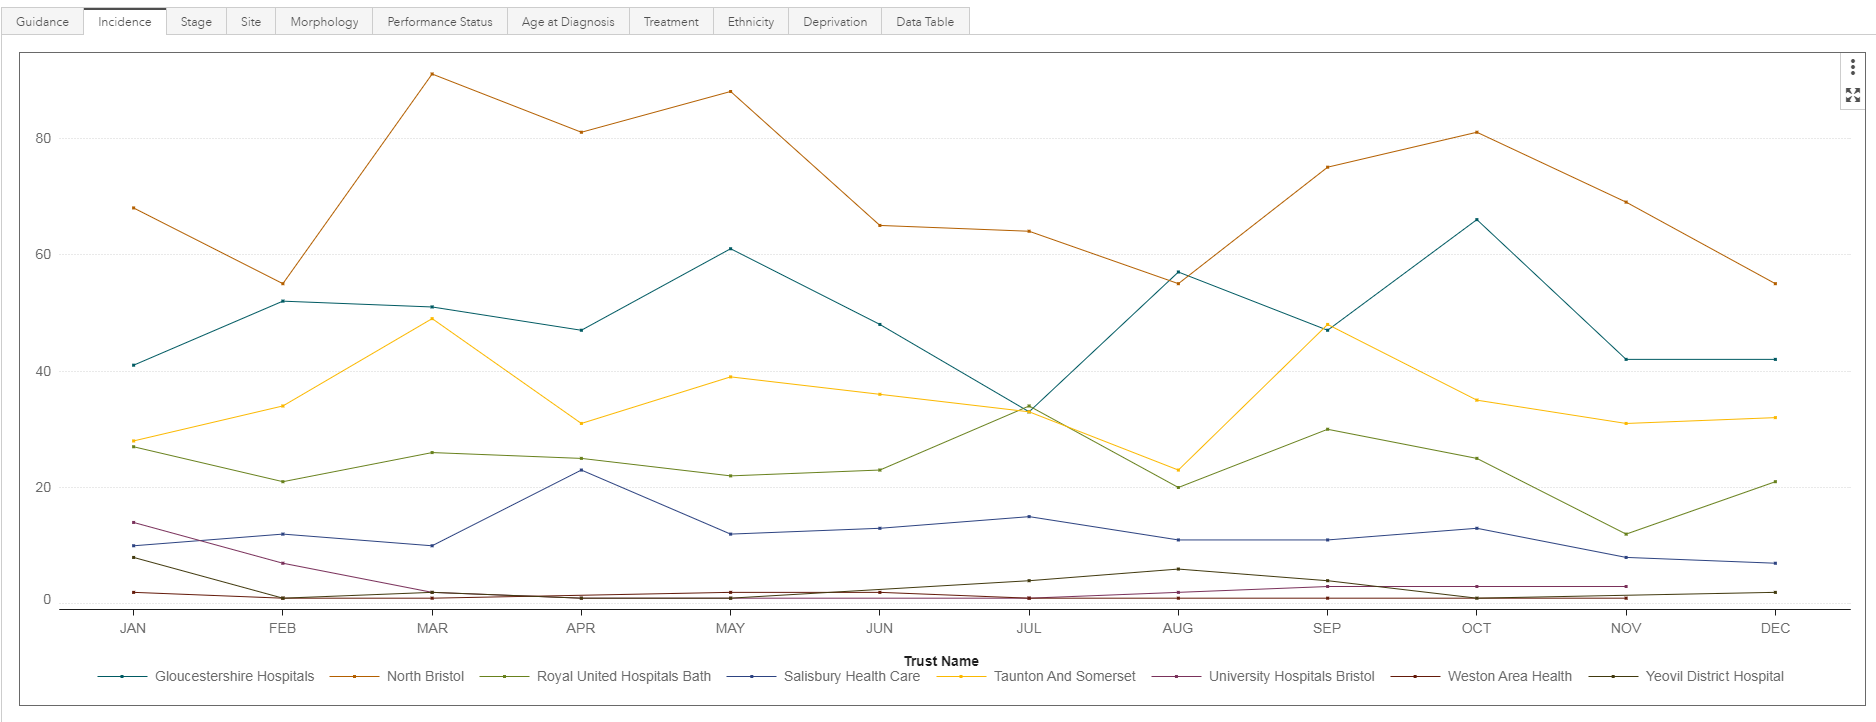 Guidance Incidence Stage Site Morphology Performance Status Age at Diagnosis Treatment Ethnicity Deprivation Data Table
80
60
40
20
0
JAN FEB MAR APR MAY JUN JUL AUG SEP OCT NOV DEC
Trust Name
Gloucestershire Hospitals North Bristol Royal United Hospitals Bath Salisbury Health Care Taunton And Somerset University Hospitals Bristol Weston Area Health Yeovil District Hospital